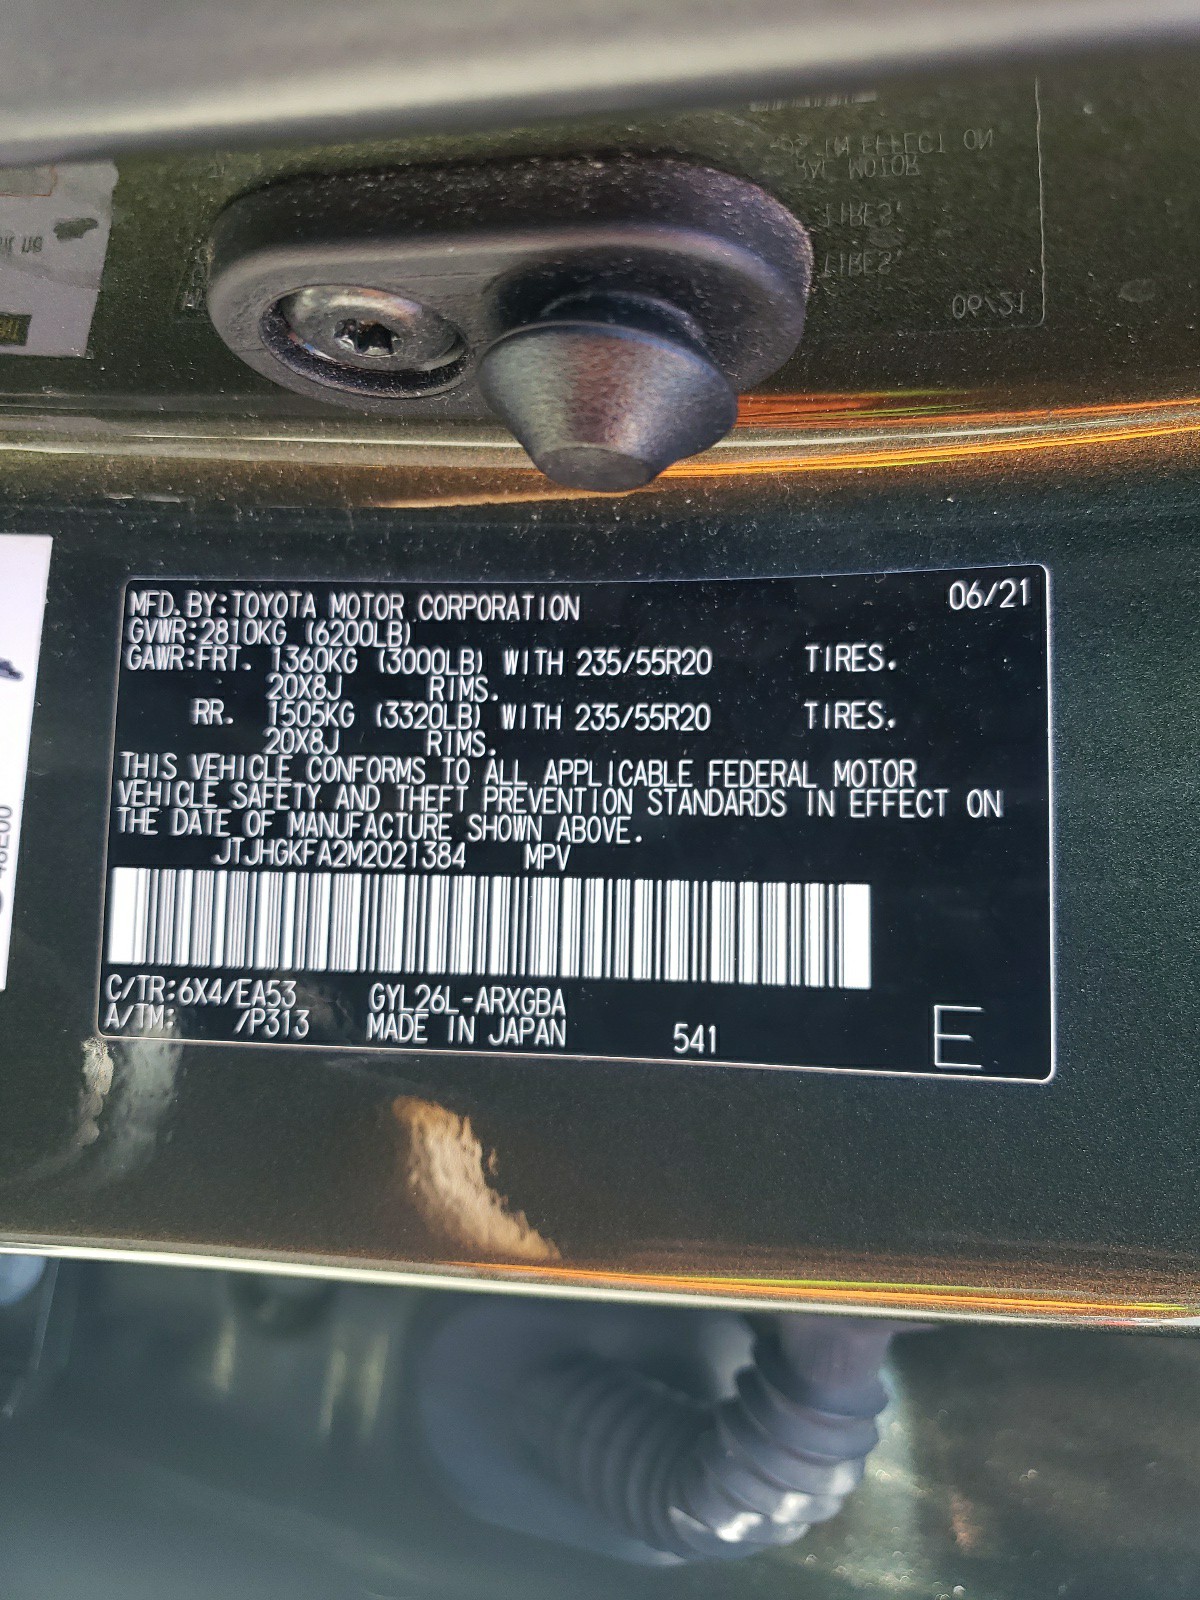 MFD. BY:TOYOTA MOTOR CORPORATION 06/21
GVWR:2810KG (6200LB)
GAWR:FRT. 1360KG (3000LB) WITH 235/55R20 TIRES.
20X8J RIMS.
RR. 1505KG (3320LB) WITH 235/55R20 TIRES.
20X8J RIMS.
THIS VEHICLE CONFORMS TO ALL APPLICABLE FEDERAL MOTOR
VEHICLE SAFETY AND THEFT PREVENTION STANDARDS IN EFFECT ON
THE DATE OF MANUFACTURE SHOWN ABOVE.
JTJHGKFA2M2021384 MPV
C/TR:6X4/EA53 GYL26L-ARXGBA
A/TM: /P313 MADE IN JAPAN 541 E